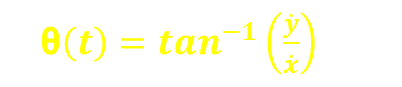 θ(t) = tan⁻¹ (ẏ/ẋ)